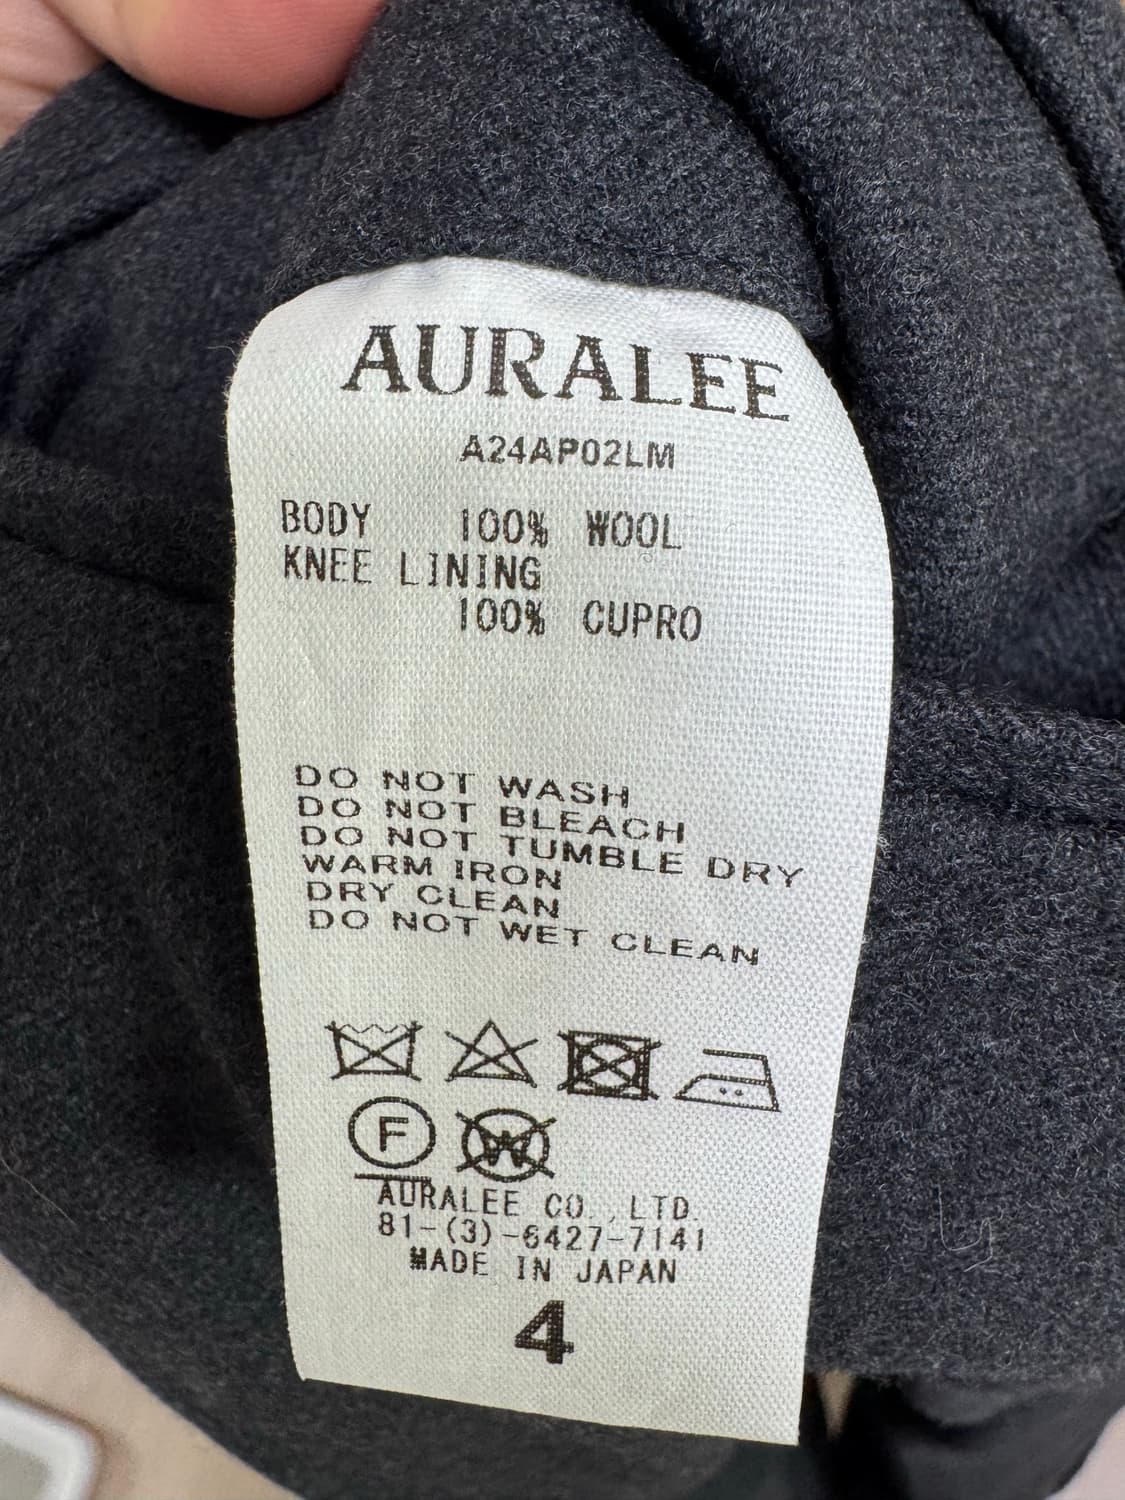 AURALEE
A24AP02LM
BODY 100% WOOL
KNEE LINING
100% CUPRO
DO NOT WASH
DO NOT BLEACH
DO NOT TUMBLE DRY
WARM IRON
DRY CLEAN
DO NOT WET CLEAN
F W
AURALEE CO.,LTD.
81-(3)-6427-7141
MADE IN JAPAN
4